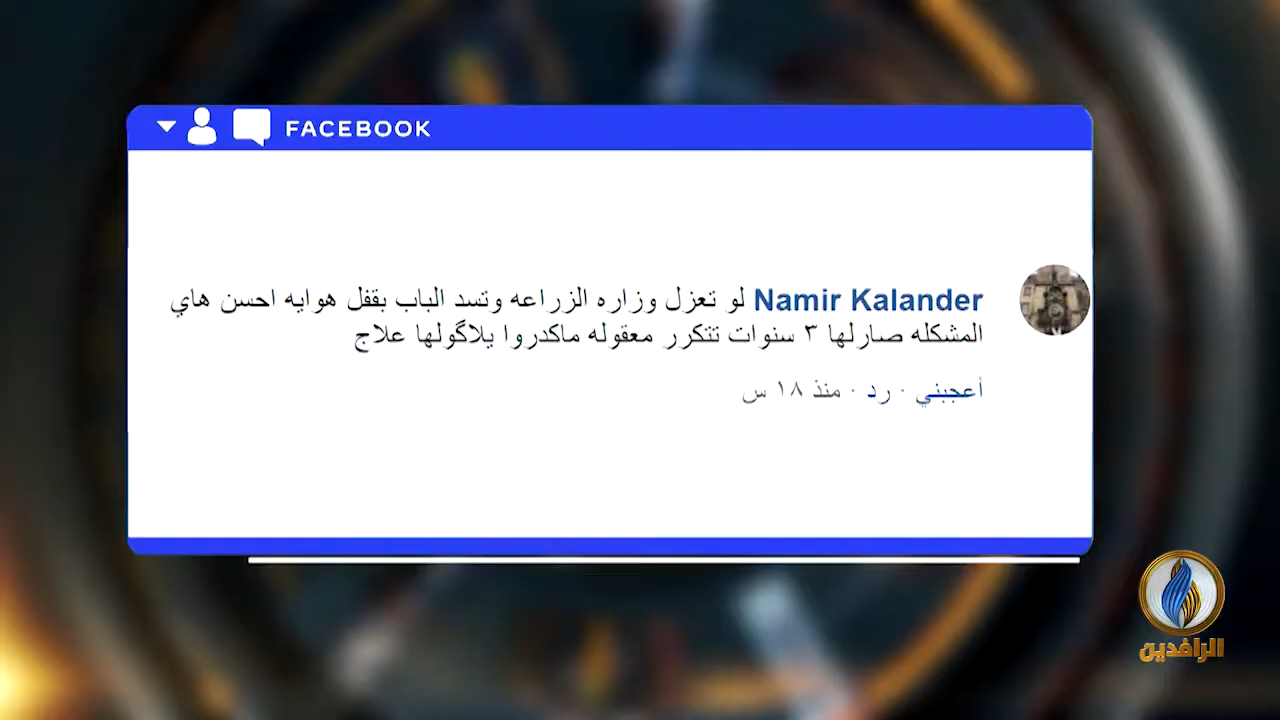 FACEBOOK
Namir Kalander لو تعزل وزاره الزراعه وتسد الباب بقفل هوايه احسن هاي
المشكله صارلها ٣ سنوات تتكرر معقوله ماكدروا يلاگولها علاج
أعجبني · رد · منذ ١٨ س
الرافدين